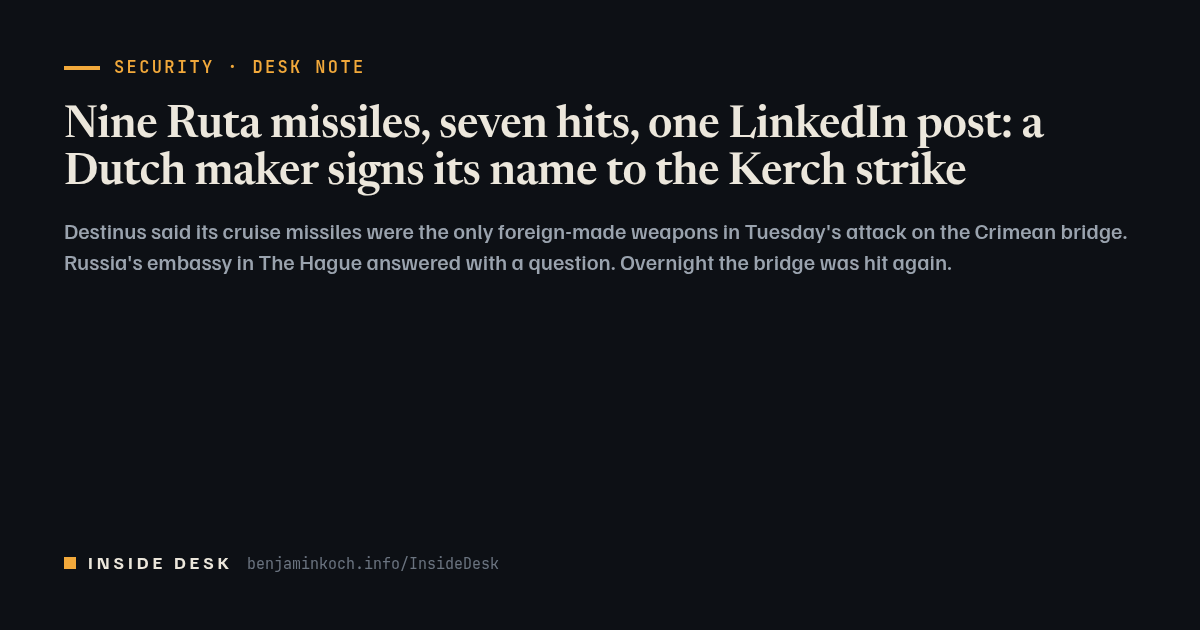 SECURITY · DESK NOTE
Nine Ruta missiles, seven hits, one LinkedIn post: a
Dutch maker signs its name to the Kerch strike
Destinus said its cruise missiles were the only foreign-made weapons in Tuesday's attack on the Crimean bridge.
Russia's embassy in The Hague answered with a question. Overnight the bridge was hit again.
INSIDE DESK benjaminkoch.info/InsideDesk